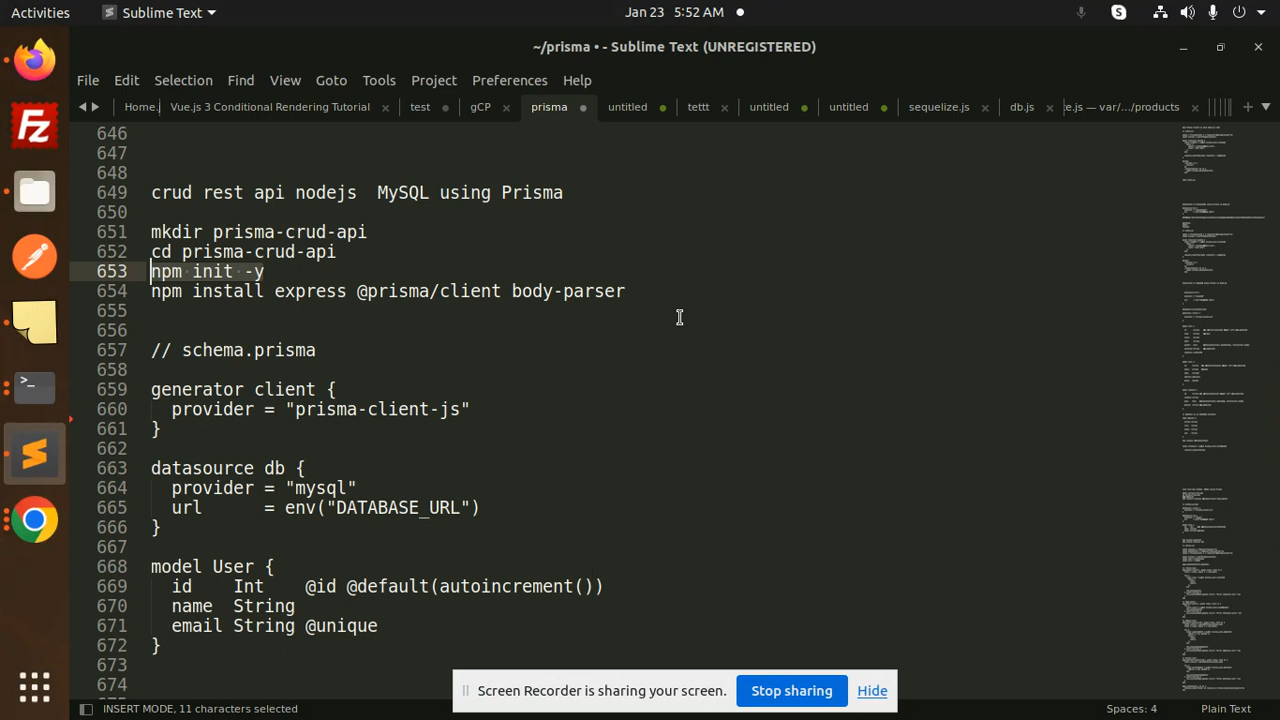 Activities
Sublime Text
Jan 23 5:52 AM
~/prisma • - Sublime Text (UNREGISTERED)
File Edit Selection Find View Goto Tools Project Preferences Help
Home.j Vue.js 3 Conditional Rendering Tutorial test gCP prisma untitled tettt untitled untitled sequelize.js db.js te.js — var/…/products
646
647
648
649 crud rest api nodejs  MySQL using Prisma
650
651 mkdir prisma-crud-api
652 cd prisma-crud-api
653 npm init -y
654 npm install express @prisma/client body-parser
655
656
657 // schema.prisma
658
659 generator client {
660   provider = "prisma-client-js"
661 }
662
663 datasource db {
664   provider = "mysql"
665   url      = env("DATABASE_URL")
666 }
667
668 model User {
669   id    Int    @id @default(autoincrement())
670   name  String
671   email String @unique
672 }
673
674
Screen Recorder is sharing your screen. Stop sharing Hide
INSERT MODE, 11 characters selected
Spaces: 4
Plain Text